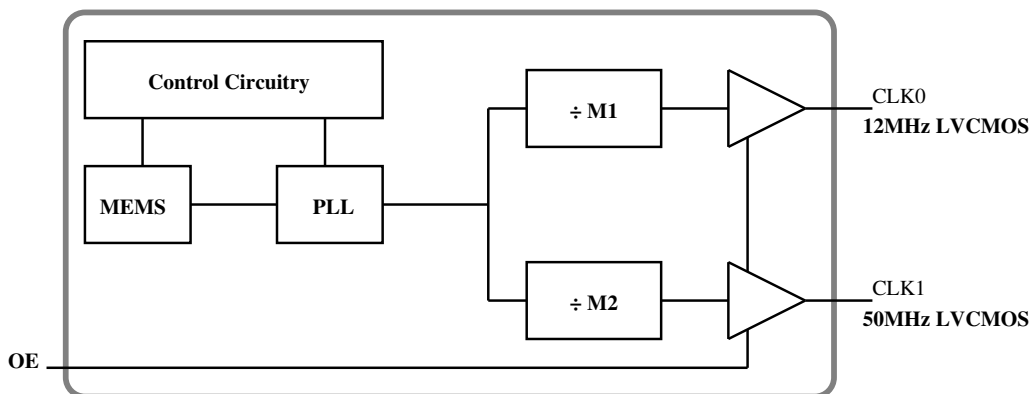 Control Circuitry
÷ M1
CLK0
12MHz LVCMOS
MEMS
PLL
÷ M2
CLK1
50MHz LVCMOS
OE